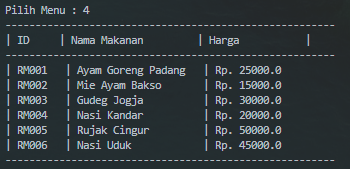 Pilih Menu : 4
------------------------------------------------------
| ID     | Nama Makanan        | Harga           |
------------------------------------------------------
| RM001  | Ayam Goreng Padang  | Rp. 25000.0
| RM002  | Mie Ayam Bakso      | Rp. 15000.0
| RM003  | Gudeg Jogja         | Rp. 30000.0
| RM004  | Nasi Kandar         | Rp. 20000.0
| RM005  | Rujak Cingur        | Rp. 50000.0
| RM006  | Nasi Uduk           | Rp. 45000.0
------------------------------------------------------